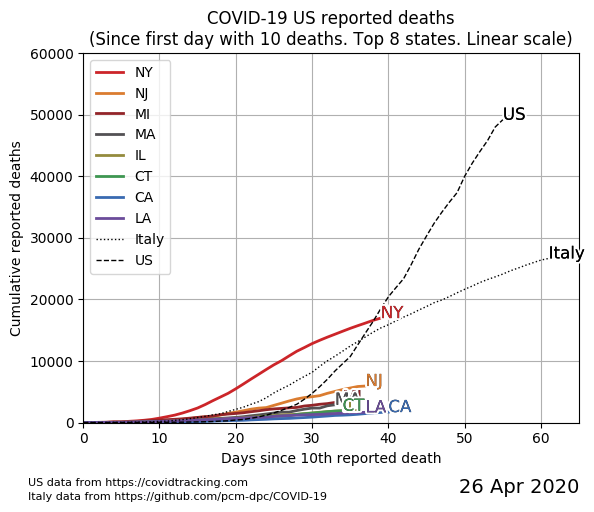 COVID-19 US reported deaths
(Since first day with 10 deaths. Top 8 states. Linear scale)
60000
50000
40000
30000
20000
10000
0
Cumulative reported deaths
NY
NJ
MI
MA
IL
CT
CA
LA
Italy
US
US
Italy
NY
NJ
CT
LA
CA
0 10 20 30 40 50 60
Days since 10th reported death
US data from https://covidtracking.com
Italy data from https://github.com/pcm-dpc/COVID-19
26 Apr 2020